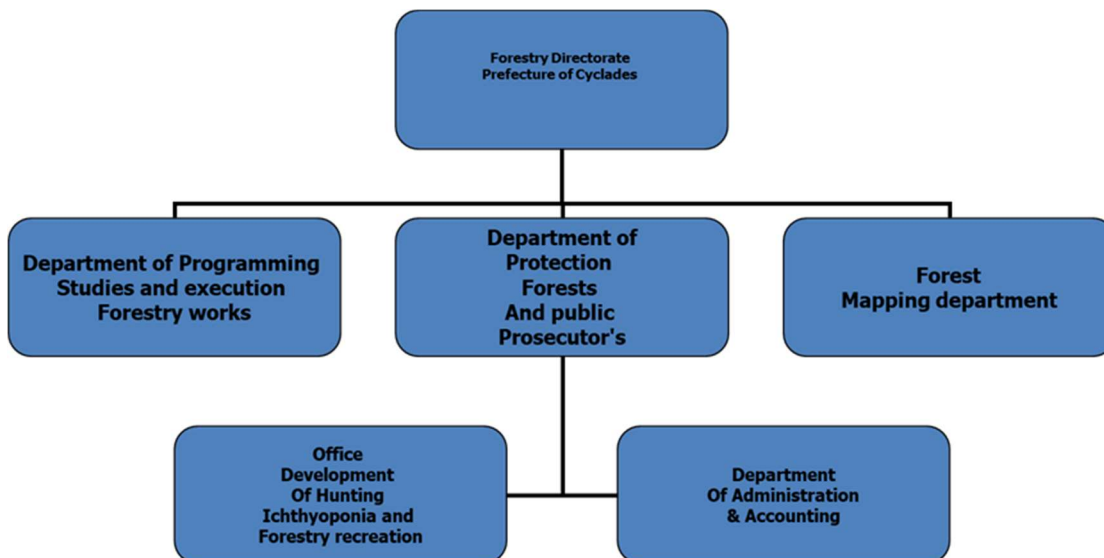 Forestry Directorate
Prefecture of Cyclades
Department of Programming
Studies and execution
Forestry works
Department of
Protection
Forests
And public
Prosecutor's
Forest
Mapping department
Office
Development
Of Hunting
Ichthyoponia and
Forestry recreation
Department
Of Administration
& Accounting